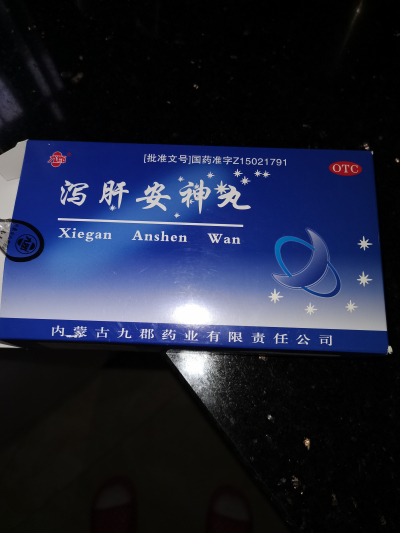 [批准文号]国药准字Z15021791
OTC
泻肝安神丸
Xiegan Anshen Wan
内蒙古九郡药业有限责任公司